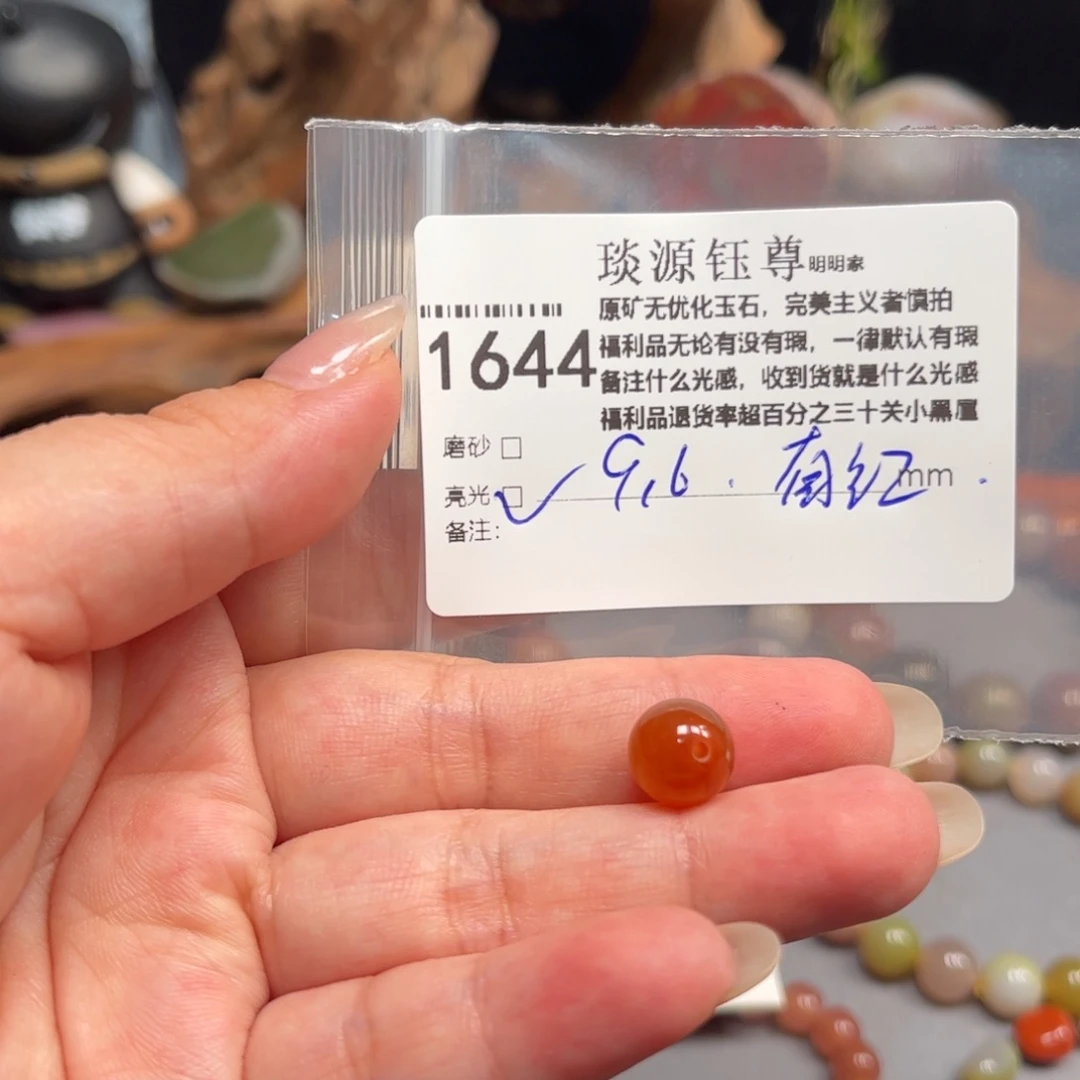 琰源钰尊明明家
原矿无优化玉石，完美主义者慎拍
1644
福利品无论有没有瑕，一律默认有瑕
备注什么光感，收到货就是什么光感
福利品退货率超百分之三十关小黑屋
磨砂 □
亮光 □ ✓ 9.6. 南红 mm
备注：